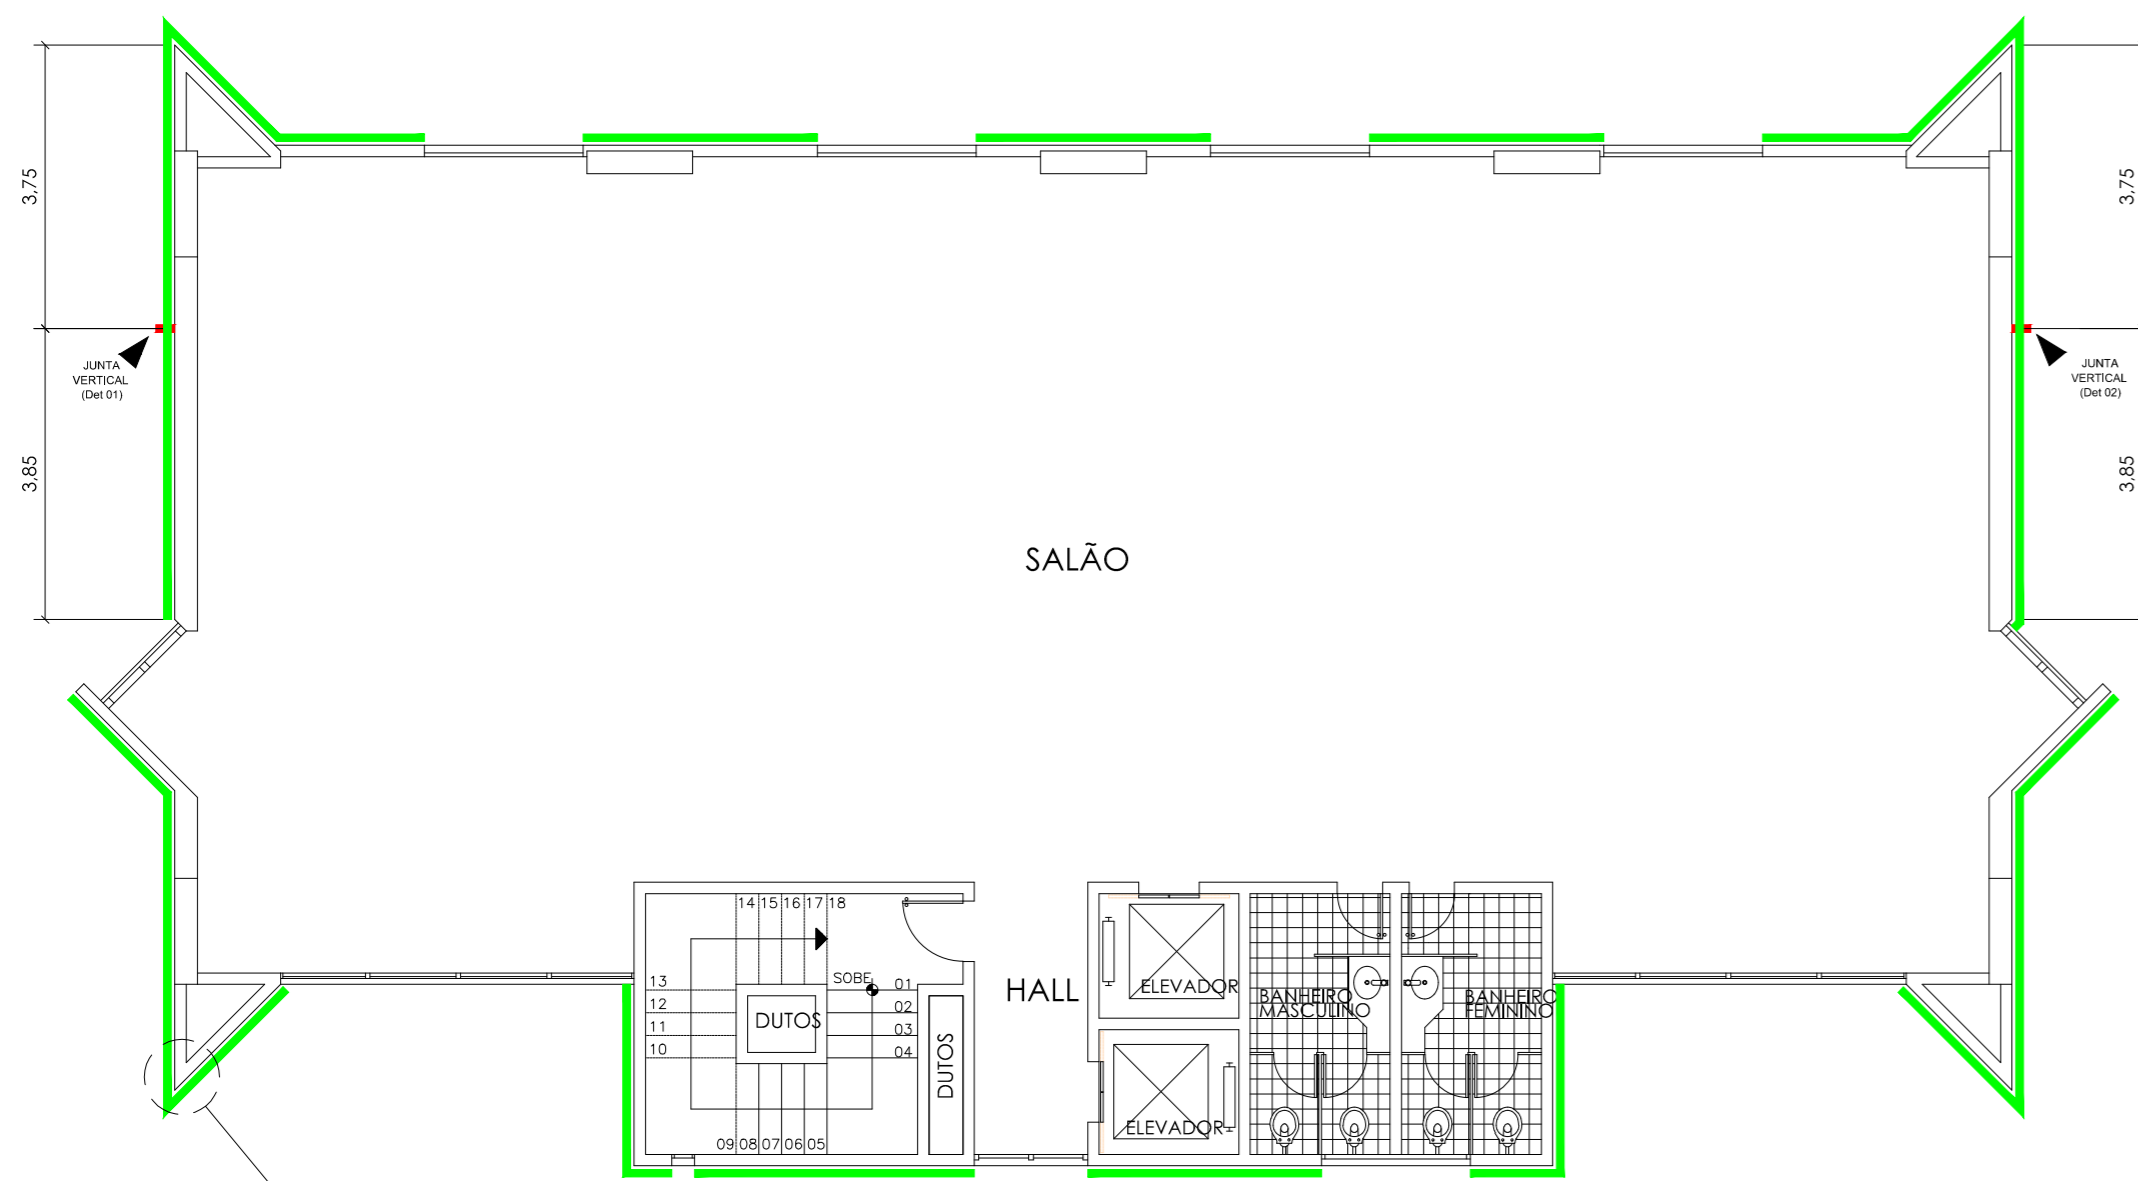 3,75
3,75
JUNTA
VERTICAL
(Det 01)
JUNTA
VERTICAL
(Det 02)
3,85
3,85
SALÃO
14 15 16 17 18
13
12
11
10
SOBE
01
02
03
04
DUTOS
DUTOS
09 08 07 06 05
HALL
ELEVADOR
ELEVADOR
BANHEIRO
MASCULINO
BANHEIRO
FEMININO